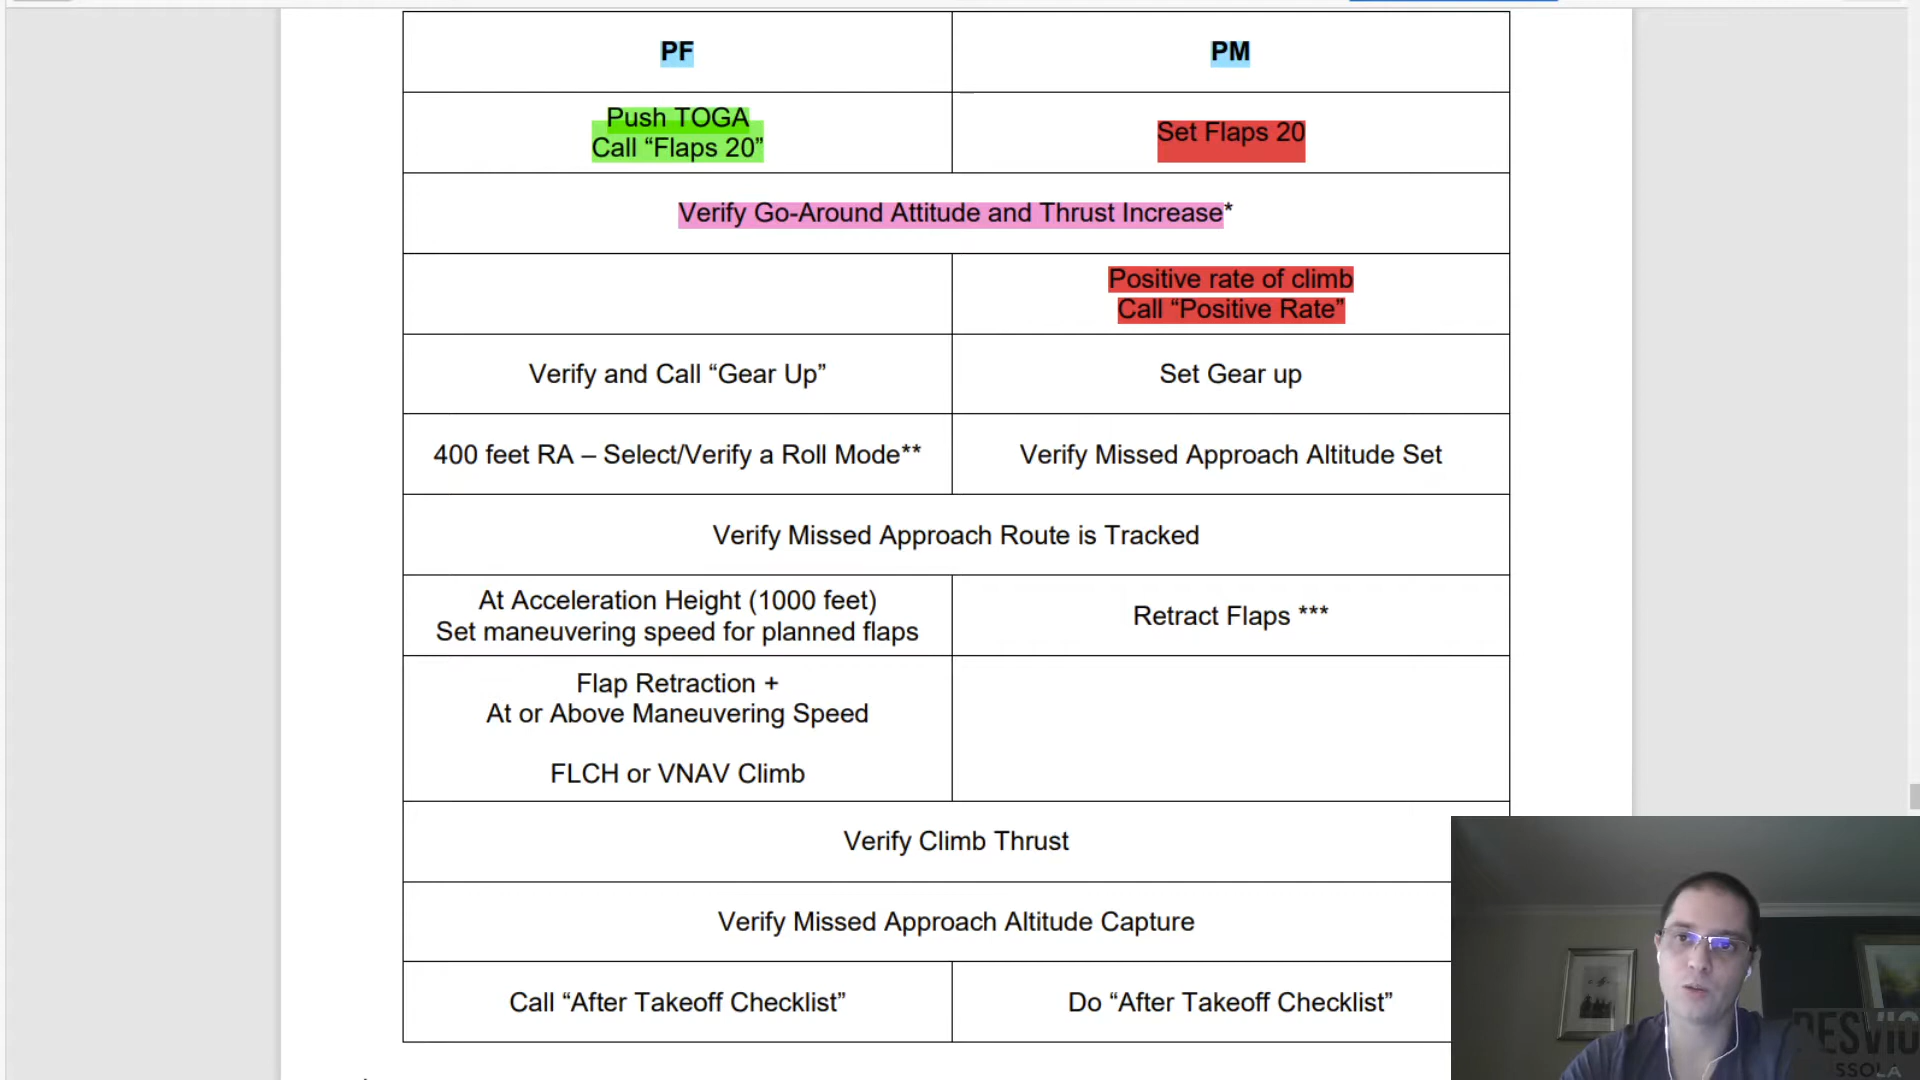 PF
PM
Push TOGA
Call “Flaps 20”
Set Flaps 20
Verify Go-Around Attitude and Thrust Increase*
Positive rate of climb
Call “Positive Rate”
Verify and Call “Gear Up”
Set Gear up
400 feet RA – Select/Verify a Roll Mode**
Verify Missed Approach Altitude Set
Verify Missed Approach Route is Tracked
At Acceleration Height (1000 feet)
Set maneuvering speed for planned flaps
Retract Flaps ***
Flap Retraction +
At or Above Maneuvering Speed
FLCH or VNAV Climb
Verify Climb Thrust
Verify Missed Approach Altitude Capture
Call “After Takeoff Checklist”
Do “After Takeoff Checklist”